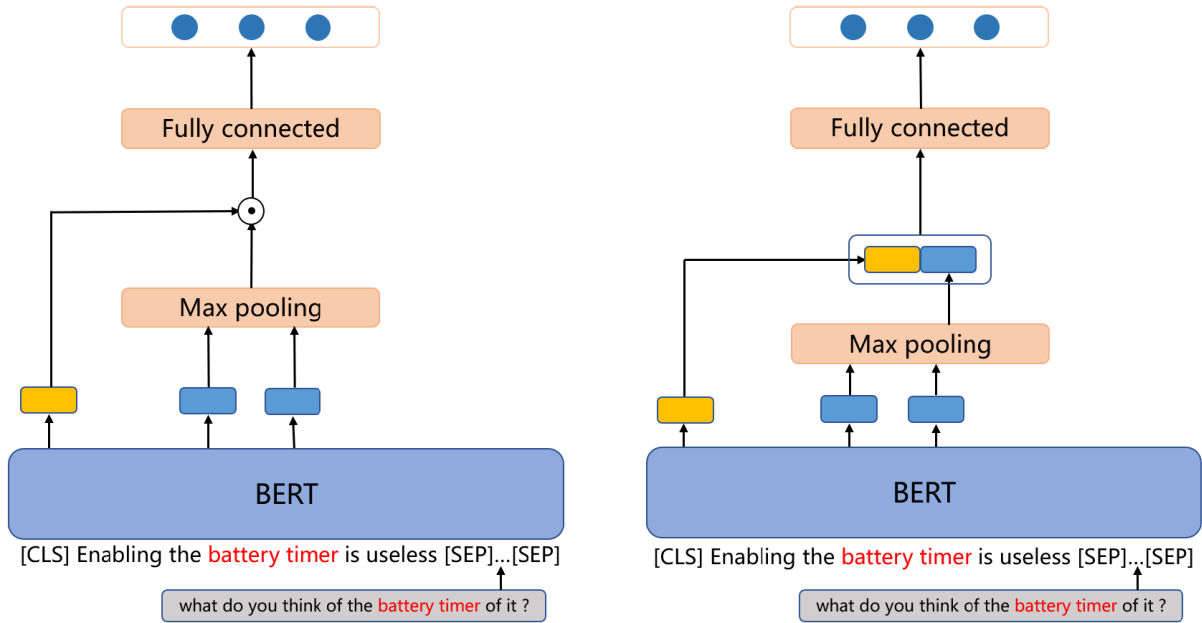 Fully connected
Max pooling
BERT
[CLS] Enabling the battery timer is useless [SEP]...[SEP]
what do you think of the battery timer of it ?
Fully connected
Max pooling
BERT
[CLS] Enabling the battery timer is useless [SEP]...[SEP]
what do you think of the battery timer of it ?